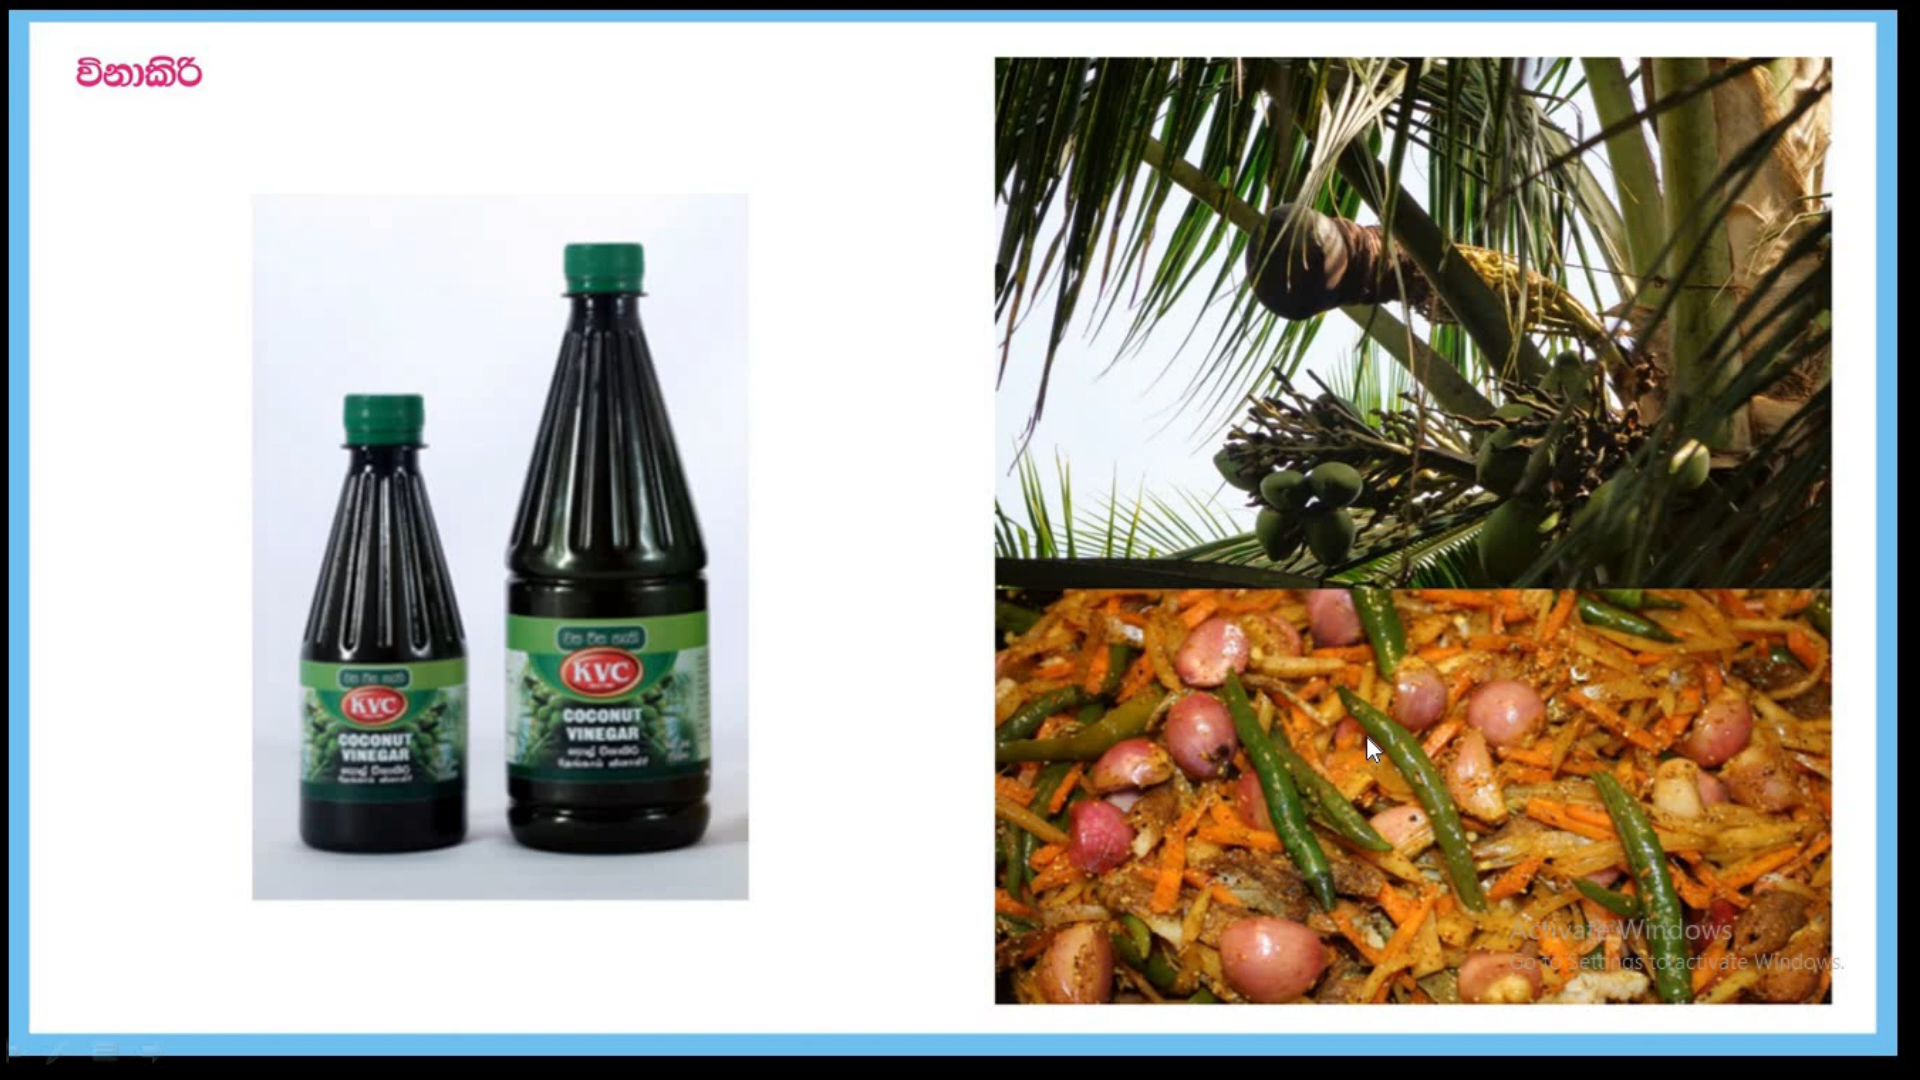 විනාකිරි
KVC
COCONUT
VINEGAR
පොල් විනාකිරි
KVC
COCONUT
VINEGAR
පොල් විනාකිරි
Activate Windows
Go to Settings to activate Windows.